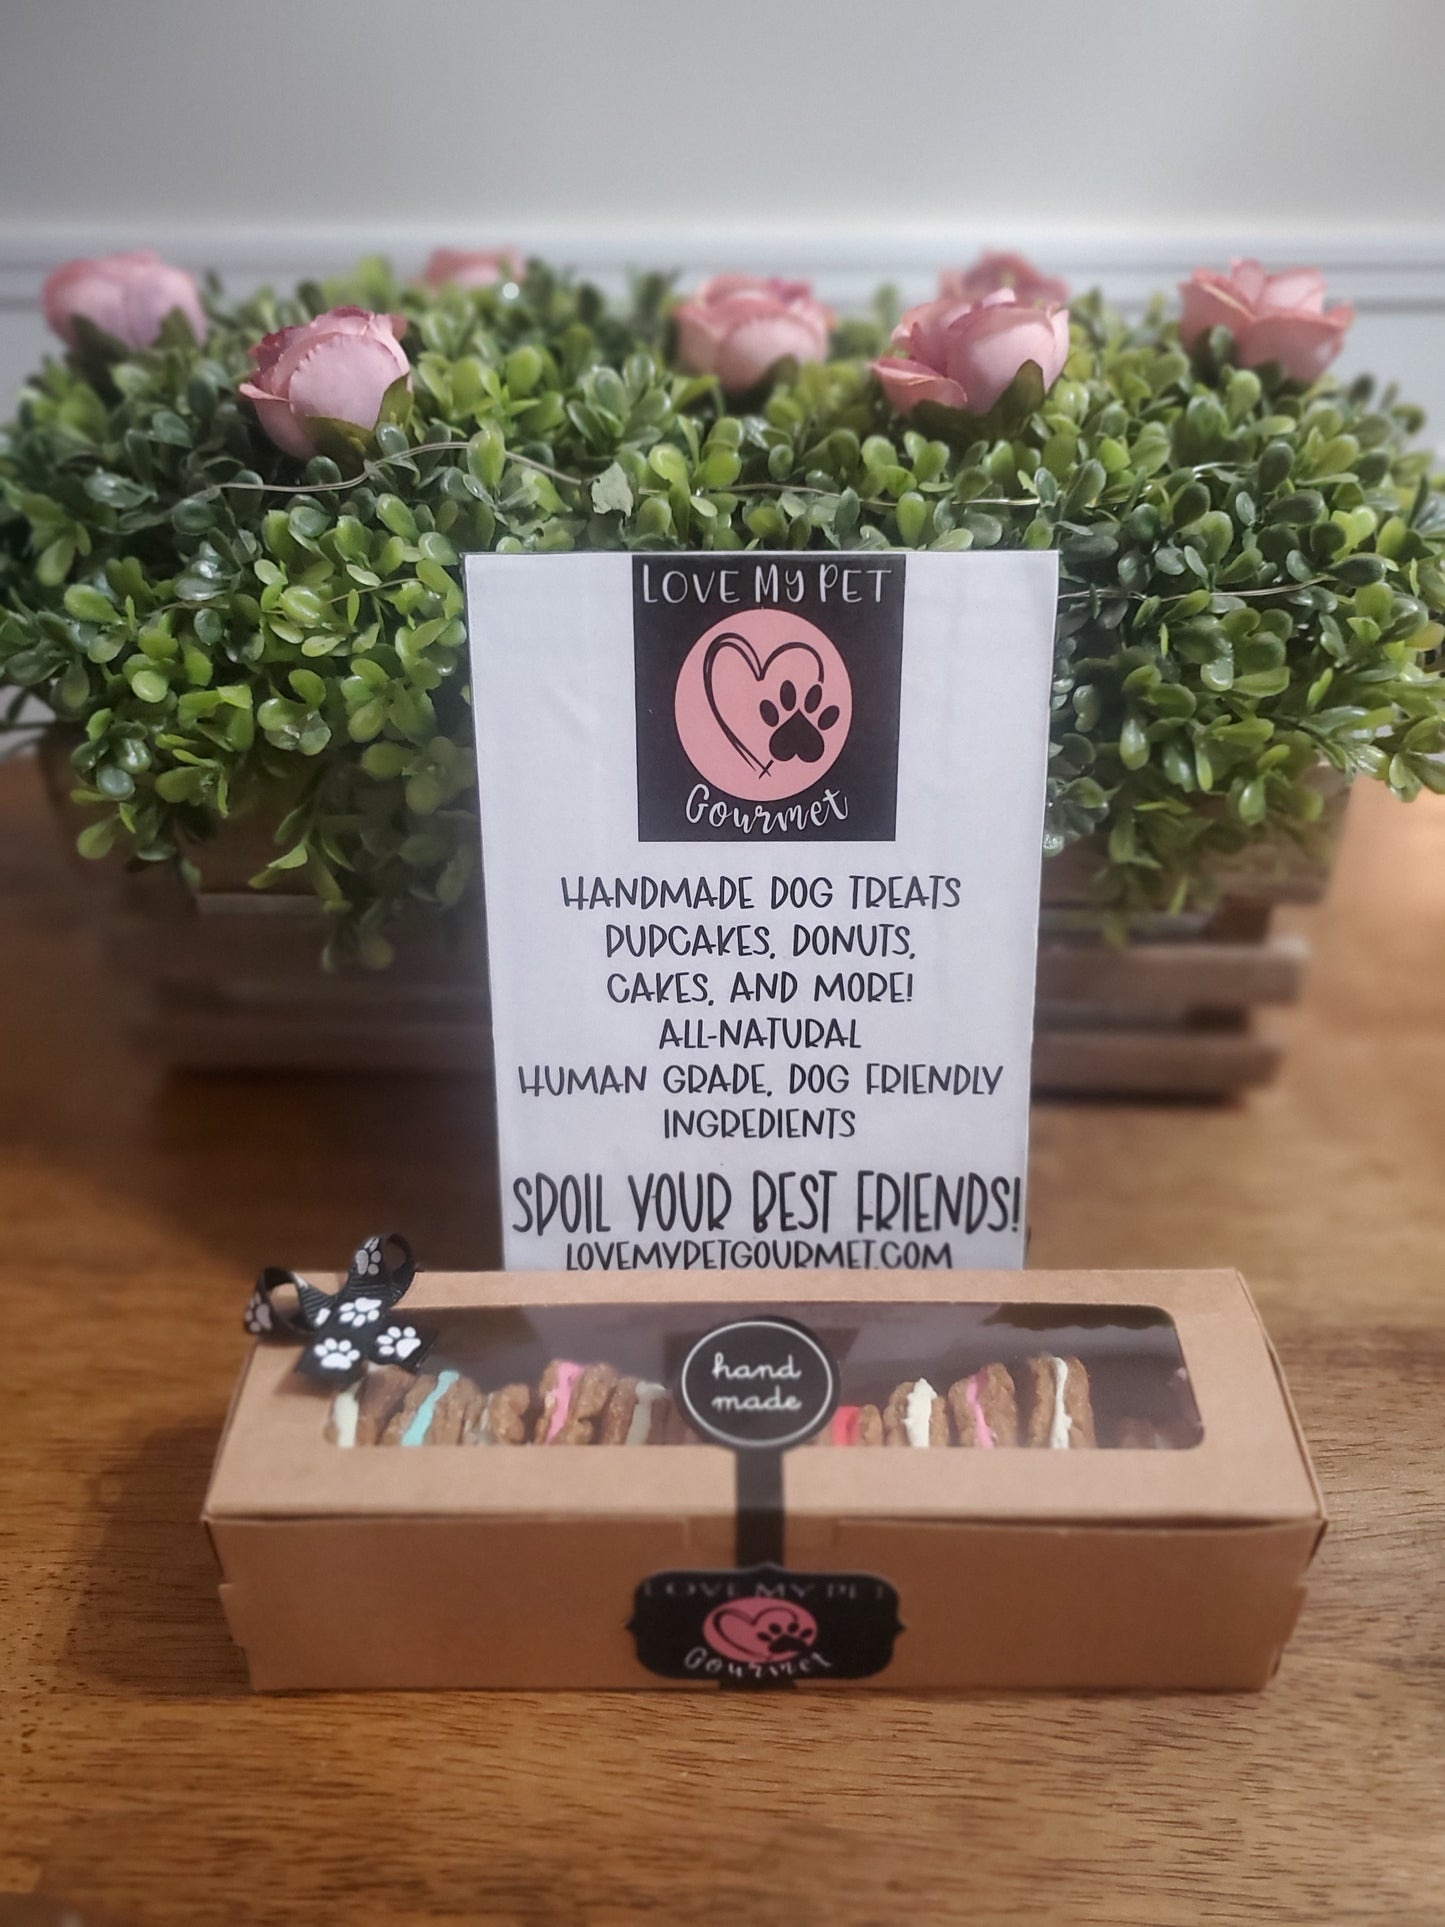 LOVE MY PET
Gourmet
HANDMADE DOG TREATS
PUPCAKES, DONUTS,
CAKES, AND MORE!
ALL-NATURAL
HUMAN GRADE, DOG FRIENDLY
INGREDIENTS
SPOIL YOUR BEST FRIENDS!
LOVEMYPETGOURMET.COM
hand
made
LOVE MY PET
Gourmet